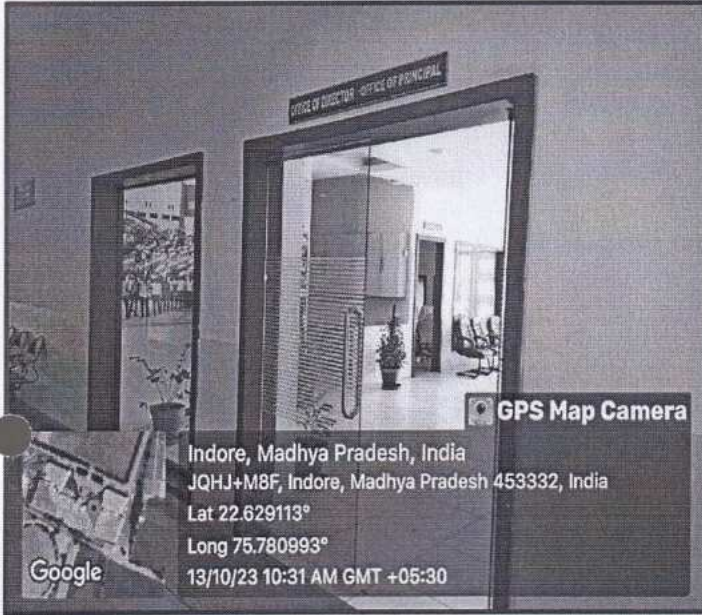 OFFICE OF DIRECTOR - OFFICE OF PRINCIPAL
GPS Map Camera
Indore, Madhya Pradesh, India
JQHJ+M8F, Indore, Madhya Pradesh 453332, India
Lat 22.629113°
Long 75.780993°
13/10/23 10:31 AM GMT +05:30
Google